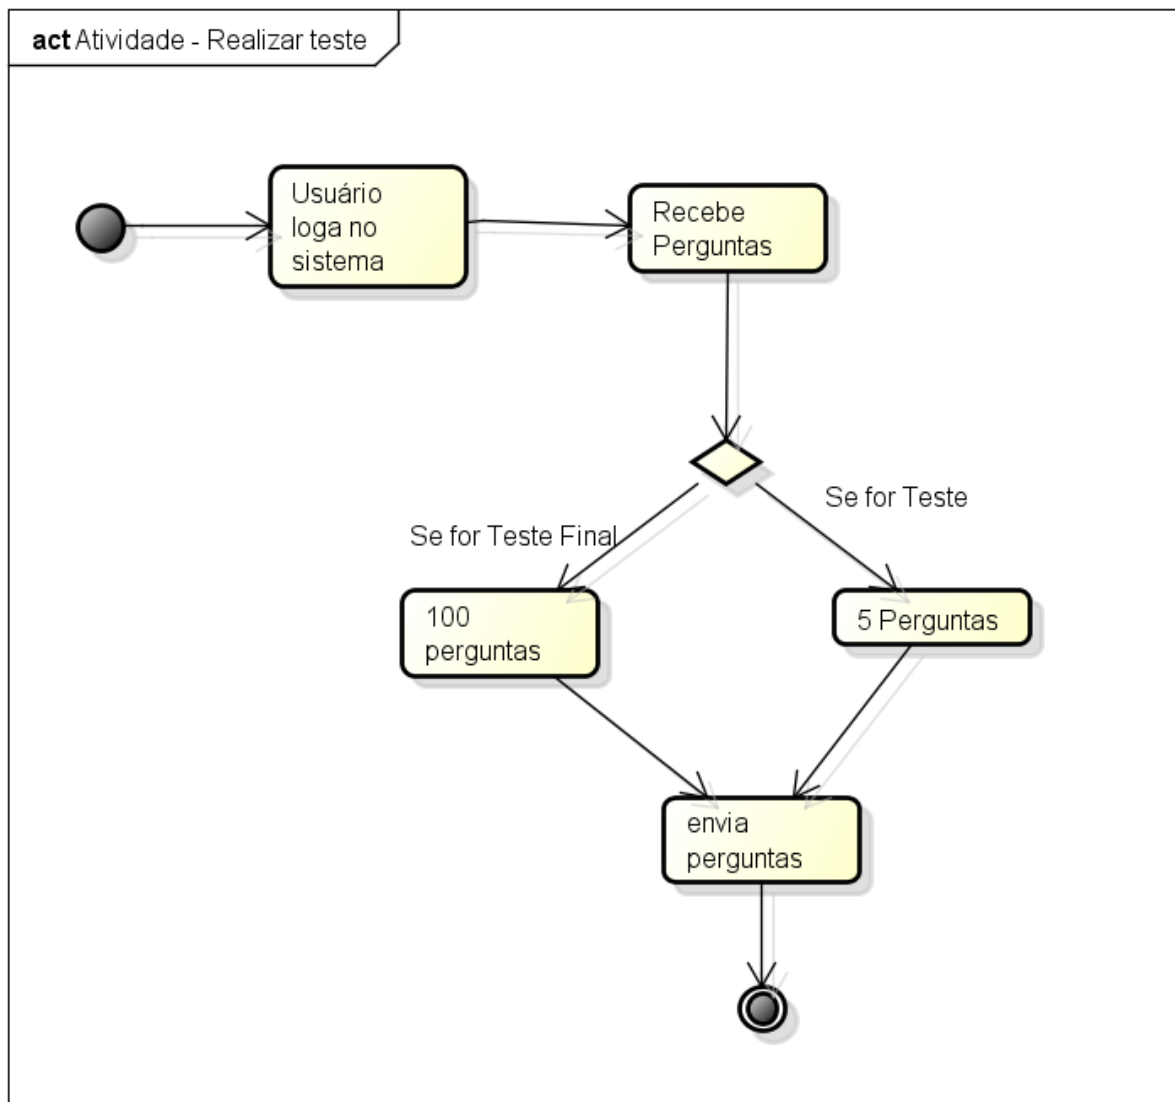 act Atividade - Realizar teste
Usuário
loga no
sistema
Recebe
Perguntas
Se for Teste
Se for Teste Final
100
perguntas
5 Perguntas
envia
perguntas